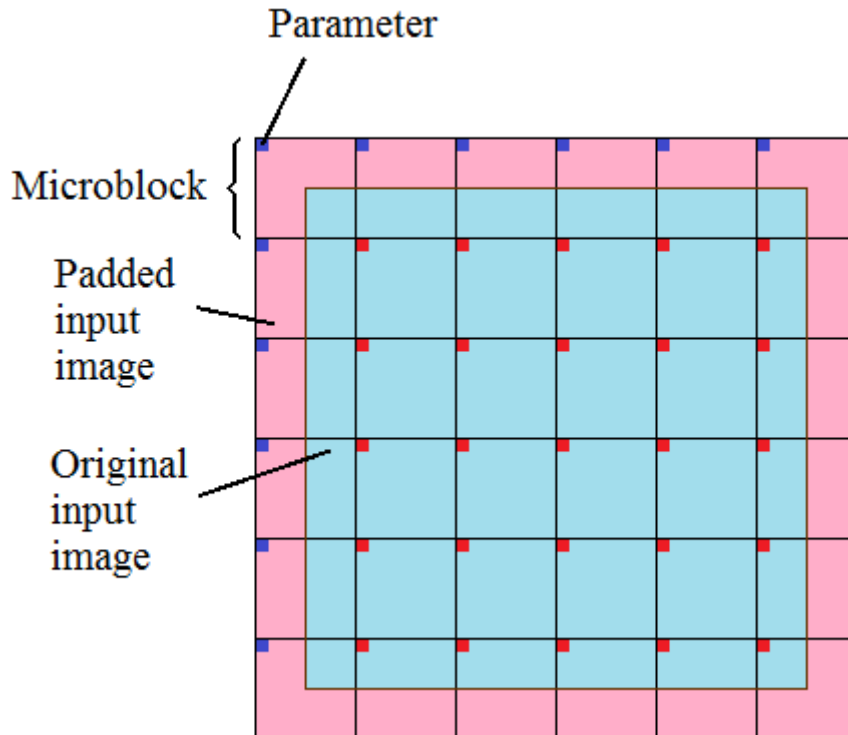 Parameter
Microblock
Padded
input
image
Original
input
image